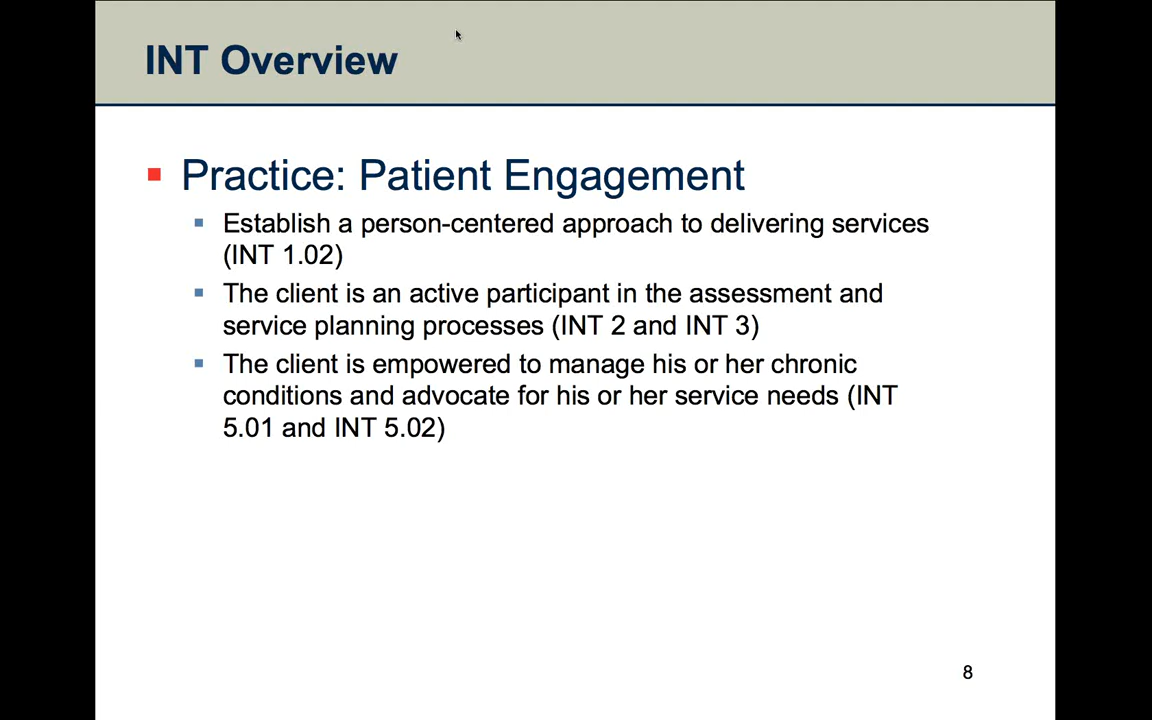 INT Overview
Practice: Patient Engagement
Establish a person-centered approach to delivering services
(INT 1.02)
The client is an active participant in the assessment and
service planning processes (INT 2 and INT 3)
The client is empowered to manage his or her chronic
conditions and advocate for his or her service needs (INT
5.01 and INT 5.02)
8